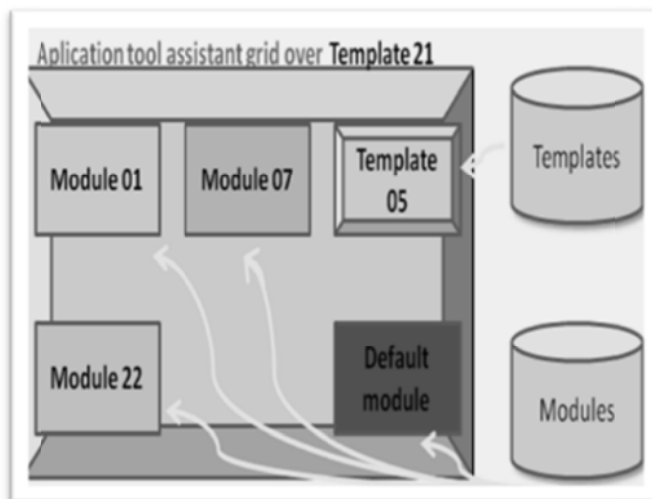 Aplication tool assistant grid over Template 21
Module 01
Module 07
Template
05
Templates
Module 22
Default
module
Modules